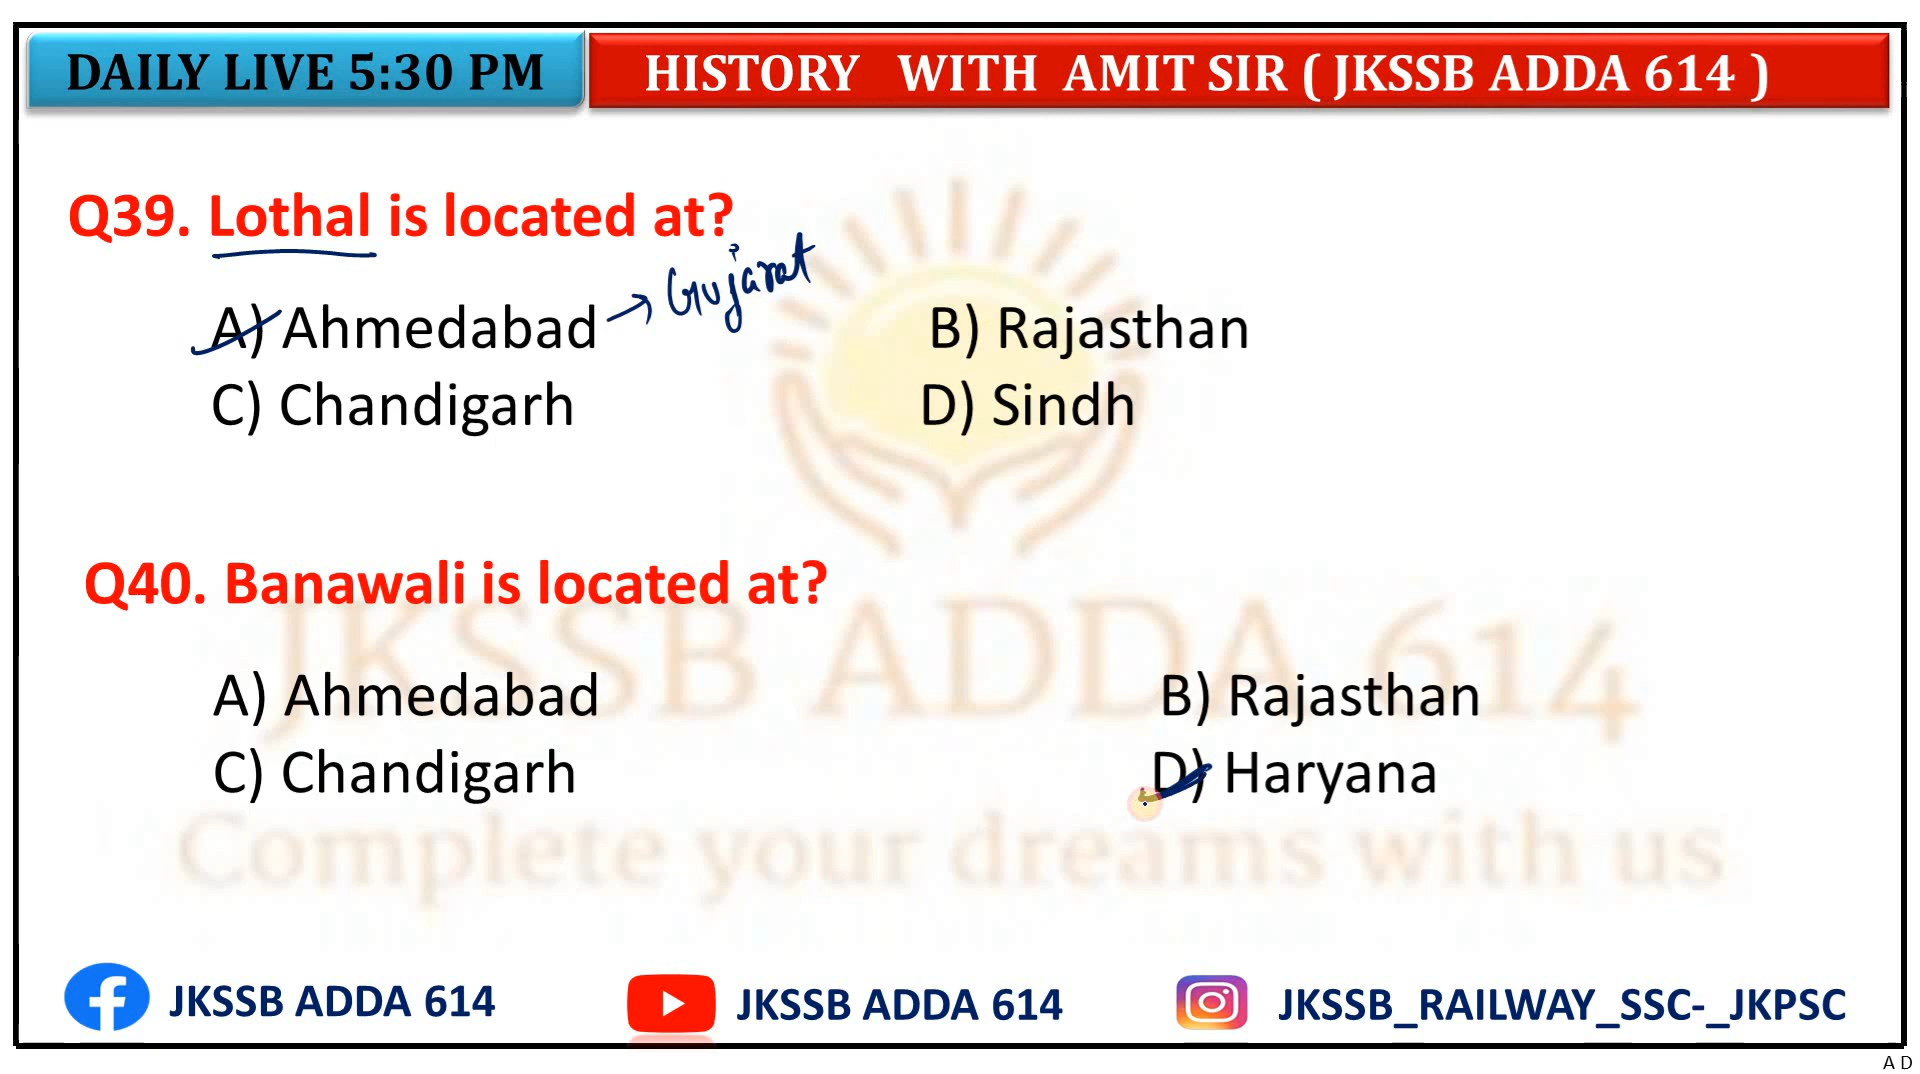 DAILY LIVE 5:30 PM
HISTORY WITH AMIT SIR ( JKSSB ADDA 614 )
Q39. Lothal is located at?
Gujarat
A) Ahmedabad
B) Rajasthan
C) Chandigarh
D) Sindh
Q40. Banawali is located at?
JKSSB ADDA 614
A) Ahmedabad
B) Rajasthan
C) Chandigarh
D) Haryana
Complete your dreams with us
JKSSB ADDA 614
JKSSB ADDA 614
JKSSB_RAILWAY_SSC-_JKPSC
A D